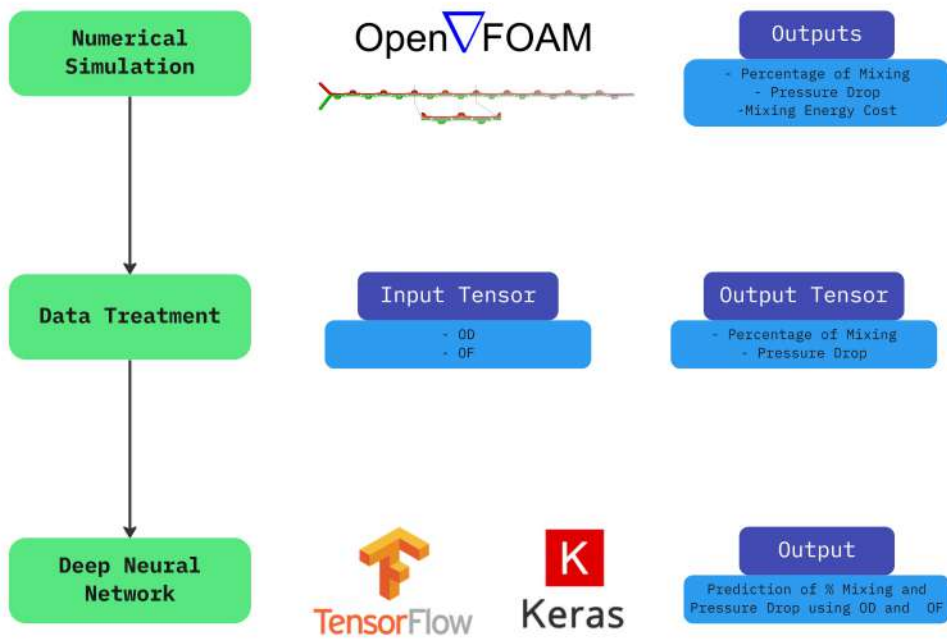 Numerical
Simulation
OpenFOAM
Outputs
- Percentage of Mixing
- Pressure Drop
-Mixing Energy Cost
Data Treatment
Input Tensor
- OD
- OF
Output Tensor
- Percentage of Mixing
- Pressure Drop
Deep Neural
Network
TensorFlow
K
Keras
Output
Prediction of % Mixing and
Pressure Drop using OD and OF